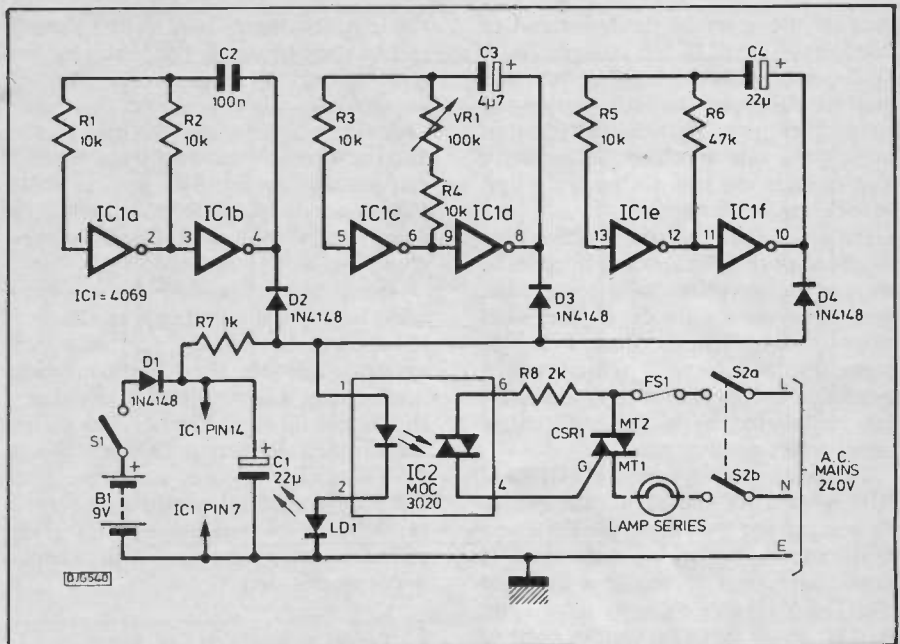 C2
100n
C3
+
4µ7
C4
+
22µ
R1
10k
R2
10k
R3
10k
VR1
100k
R4
10k
R5
10k
R6
47k
IC1a
IC1b
IC1c
IC1d
IC1e
IC1f
1
2
3
4
5
6
9
8
13
12
11
10
IC1 = 4069
D2
1N4148
D3
1N4148
D4
1N4148
R7 1k
D1
1N4148
S1
+
B1
9V
IC1 PIN14
IC1 PIN 7
+
C1
22µ
LD1
1
2
IC2
MOC
3020
6
4
R8 2k
CSR1
MT2
MT1
G
FS1
S2a
S2b
LAMP SERIES
L
N
E
A.C.
MAINS
240V